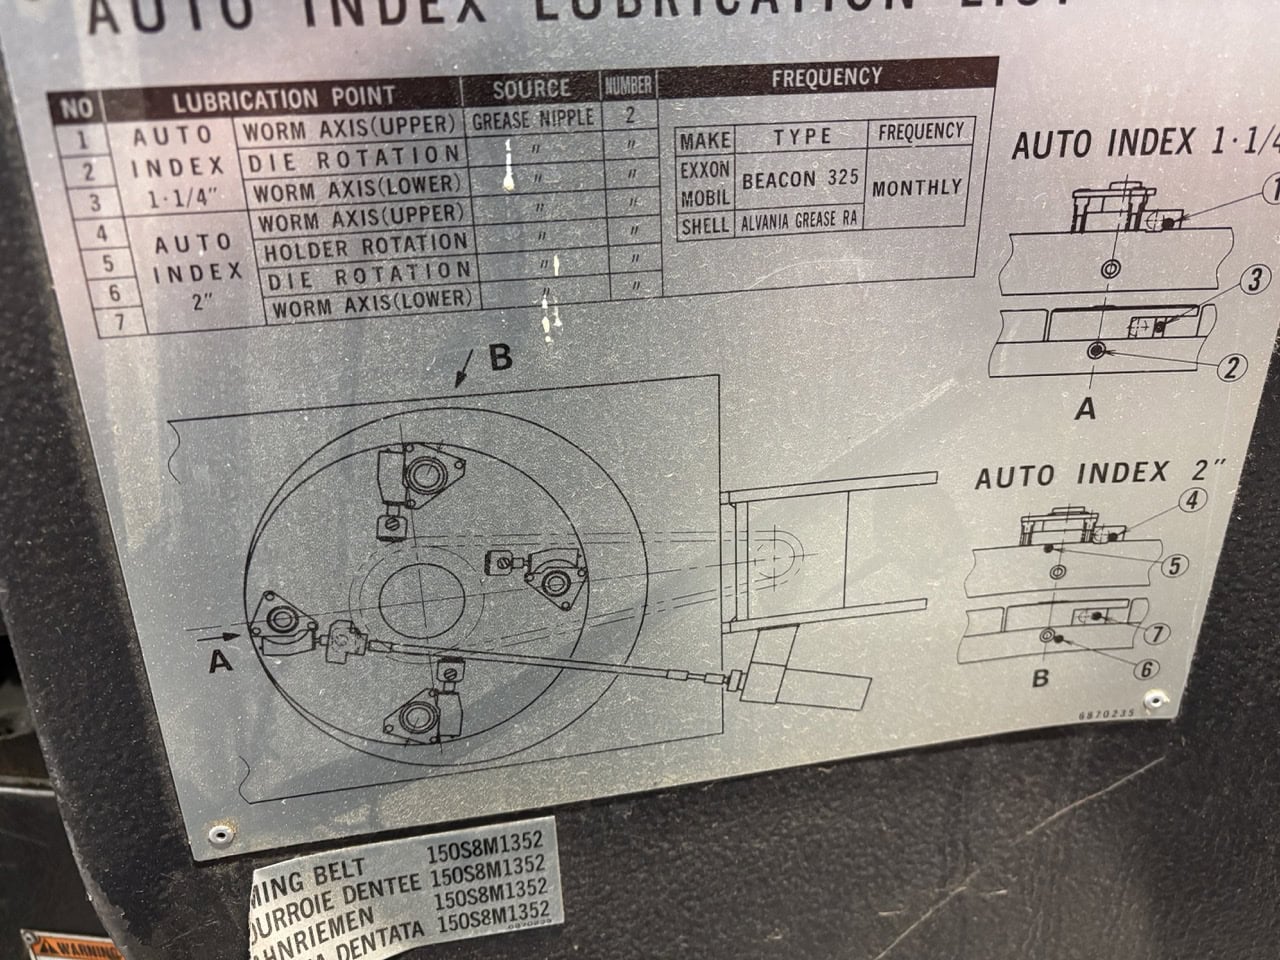 AUTO INDEX LUBRICATION LIST
NO LUBRICATION POINT SOURCE NUMBER FREQUENCY
1 AUTO INDEX 1·1/4" WORM AXIS(UPPER) GREASE NIPPLE 2
2 DIE ROTATION " "
3 WORM AXIS(LOWER) " "
4 AUTO INDEX 2" WORM AXIS(UPPER) " "
5 HOLDER ROTATION " "
6 DIE ROTATION " "
7 WORM AXIS(LOWER) " "
MAKE TYPE FREQUENCY
EXXON MOBIL BEACON 325 MONTHLY
SHELL ALVANIA GREASE RA
AUTO INDEX 1·1/4
1
3
2
A
B
A
AUTO INDEX 2"
4
5
7
6
B
6870235
MING BELT 150S8M1352
OURROIE DENTEE 150S8M1352
AHNRIEMEN 150S8M1352
A DENTATA 150S8M1352
WARNING